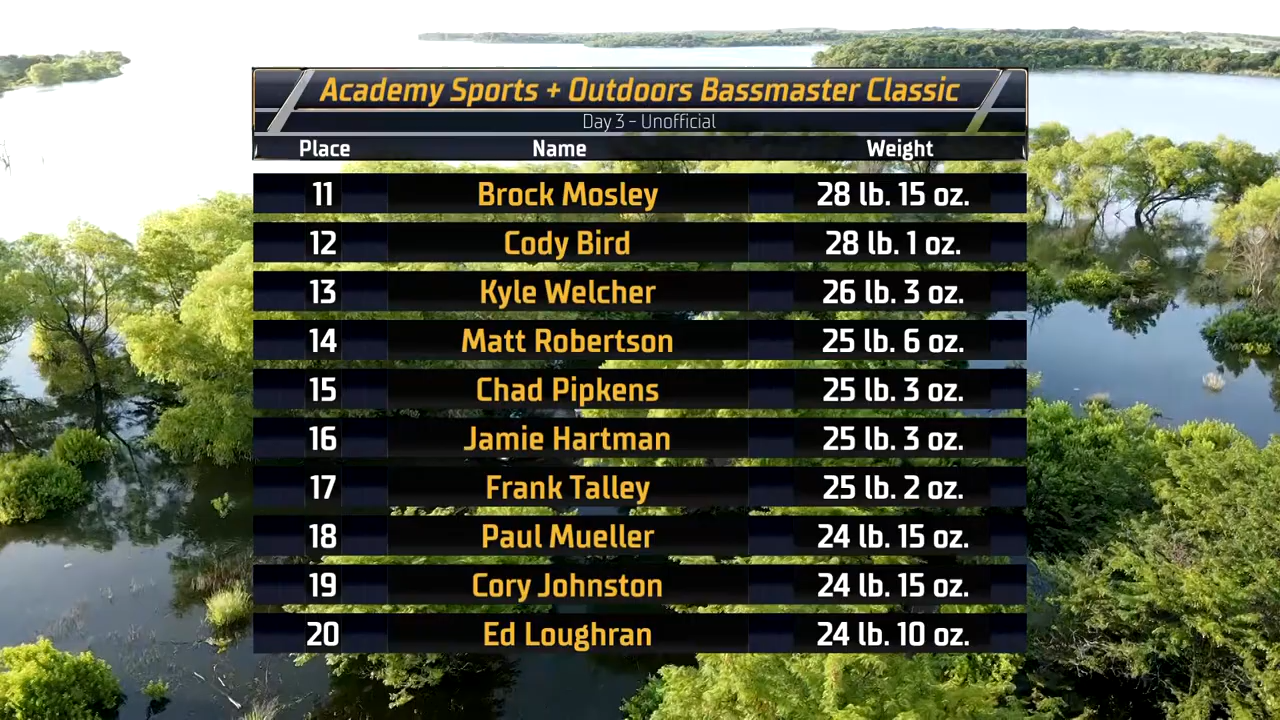 Academy Sports + Outdoors Bassmaster Classic
Day 3 - Unofficial
Place Name Weight
11 Brock Mosley 28 lb. 15 oz.
12 Cody Bird 28 lb. 1 oz.
13 Kyle Welcher 26 lb. 3 oz.
14 Matt Robertson 25 lb. 6 oz.
15 Chad Pipkens 25 lb. 3 oz.
16 Jamie Hartman 25 lb. 3 oz.
17 Frank Talley 25 lb. 2 oz.
18 Paul Mueller 24 lb. 15 oz.
19 Cory Johnston 24 lb. 15 oz.
20 Ed Loughran 24 lb. 10 oz.